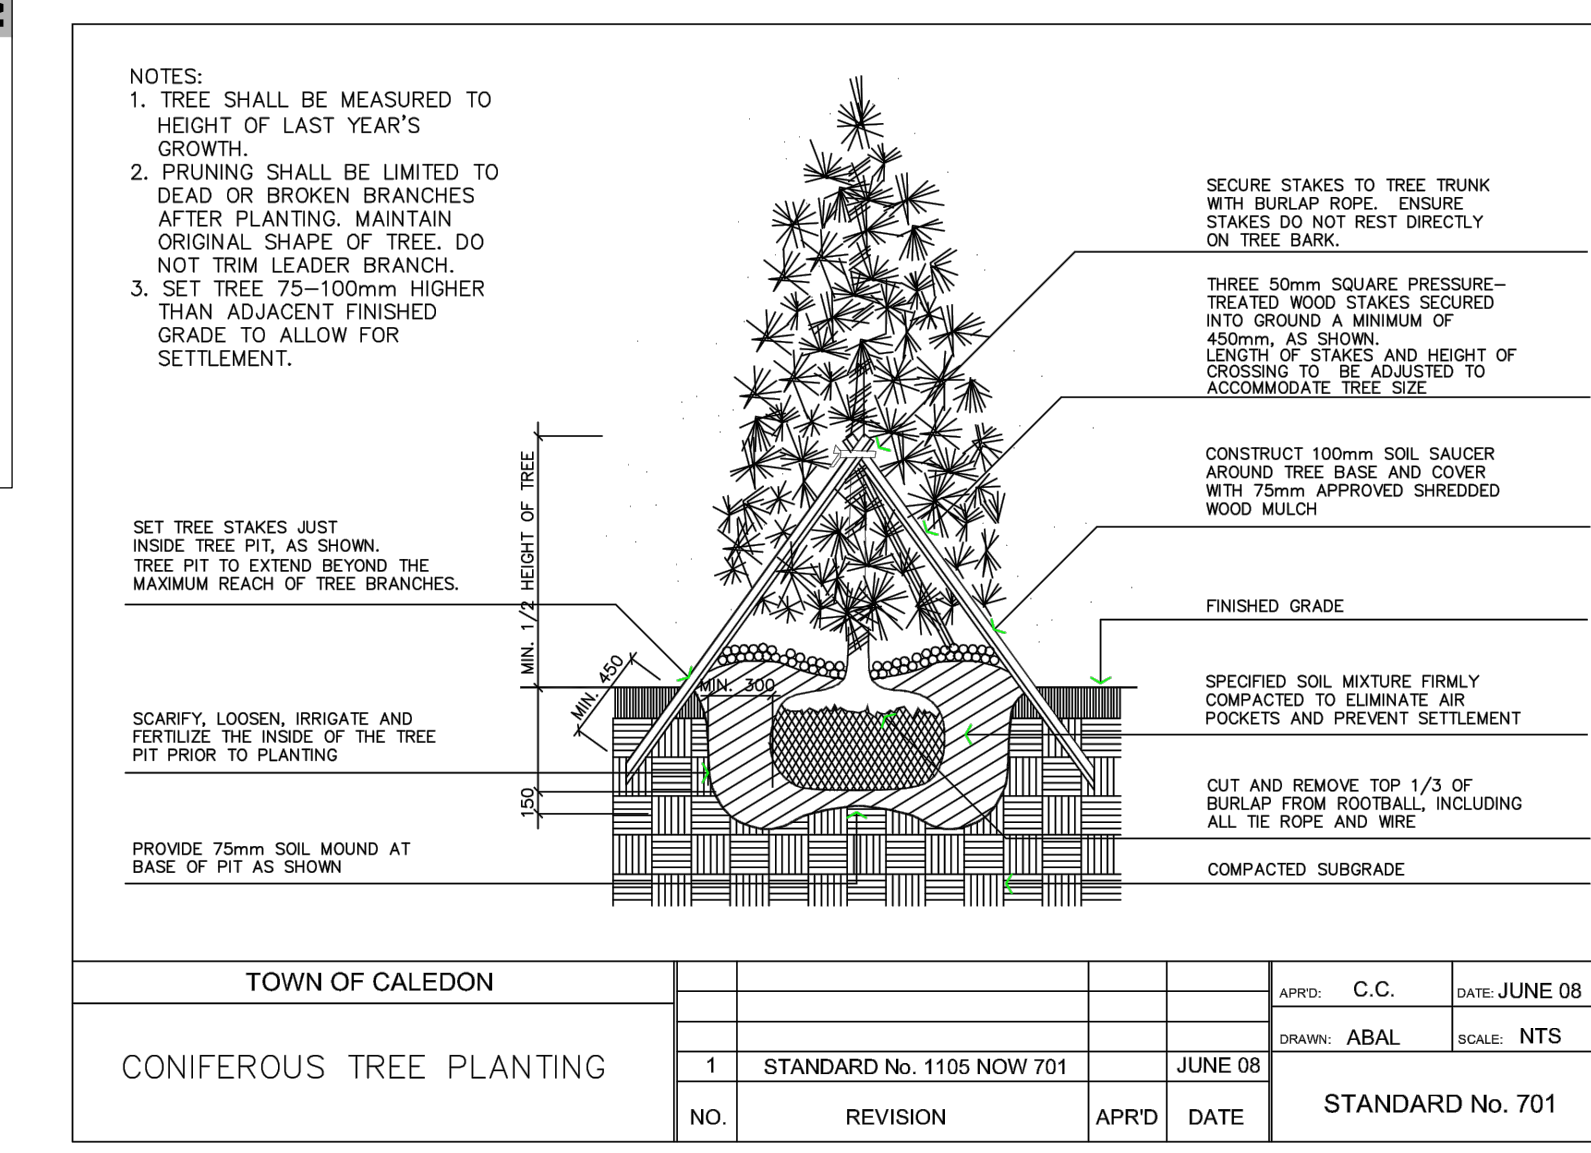 NOTES:
1. TREE SHALL BE MEASURED TO
HEIGHT OF LAST YEAR'S
GROWTH.
2. PRUNING SHALL BE LIMITED TO
DEAD OR BROKEN BRANCHES
AFTER PLANTING. MAINTAIN
ORIGINAL SHAPE OF TREE. DO
NOT TRIM LEADER BRANCH.
3. SET TREE 75-100mm HIGHER
THAN ADJACENT FINISHED
GRADE TO ALLOW FOR
SETTLEMENT.
SET TREE STAKES JUST
INSIDE TREE PIT, AS SHOWN.
TREE PIT TO EXTEND BEYOND THE
MAXIMUM REACH OF TREE BRANCHES.
SCARIFY, LOOSEN, IRRIGATE AND
FERTILIZE THE INSIDE OF THE TREE
PIT PRIOR TO PLANTING
PROVIDE 75mm SOIL MOUND AT
BASE OF PIT AS SHOWN
MIN. 1/2 HEIGHT OF TREE
MIN. 450
MIN. 300
150
SECURE STAKES TO TREE TRUNK
WITH BURLAP ROPE. ENSURE
STAKES DO NOT REST DIRECTLY
ON TREE BARK.
THREE 50mm SQUARE PRESSURE-
TREATED WOOD STAKES SECURED
INTO GROUND A MINIMUM OF
450mm, AS SHOWN.
LENGTH OF STAKES AND HEIGHT OF
CROSSING TO BE ADJUSTED TO
ACCOMMODATE TREE SIZE
CONSTRUCT 100mm SOIL SAUCER
AROUND TREE BASE AND COVER
WITH 75mm APPROVED SHREDDED
WOOD MULCH
FINISHED GRADE
SPECIFIED SOIL MIXTURE FIRMLY
COMPACTED TO ELIMINATE AIR
POCKETS AND PREVENT SETTLEMENT
CUT AND REMOVE TOP 1/3 OF
BURLAP FROM ROOTBALL, INCLUDING
ALL TIE ROPE AND WIRE
COMPACTED SUBGRADE
TOWN OF CALEDON
CONIFEROUS TREE PLANTING
1 STANDARD No. 1105 NOW 701 JUNE 08
NO. REVISION APR'D DATE
APR'D: C.C. DATE: JUNE 08
DRAWN: ABAL SCALE: NTS
STANDARD No. 701